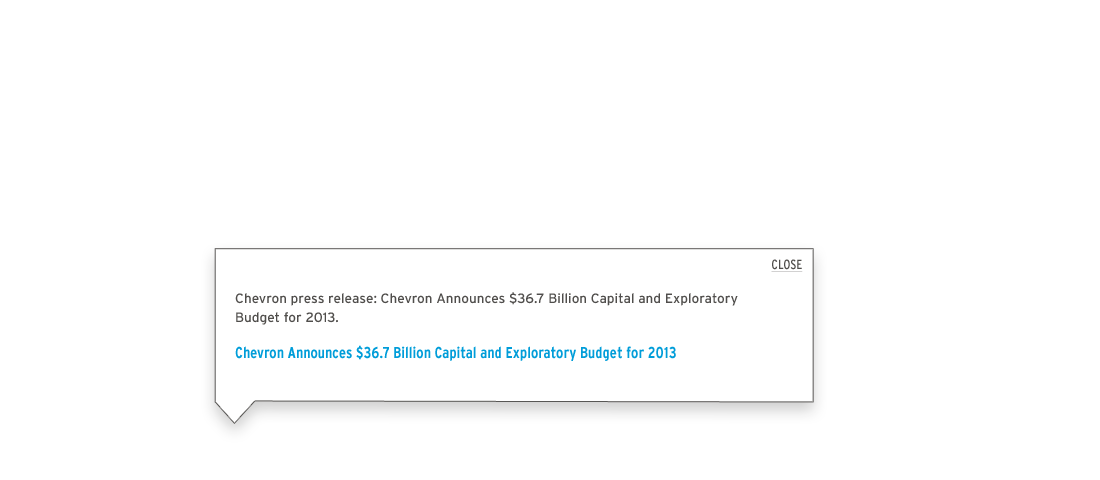 CLOSE
Chevron press release: Chevron Announces $36.7 Billion Capital and Exploratory
Budget for 2013.
Chevron Announces $36.7 Billion Capital and Exploratory Budget for 2013